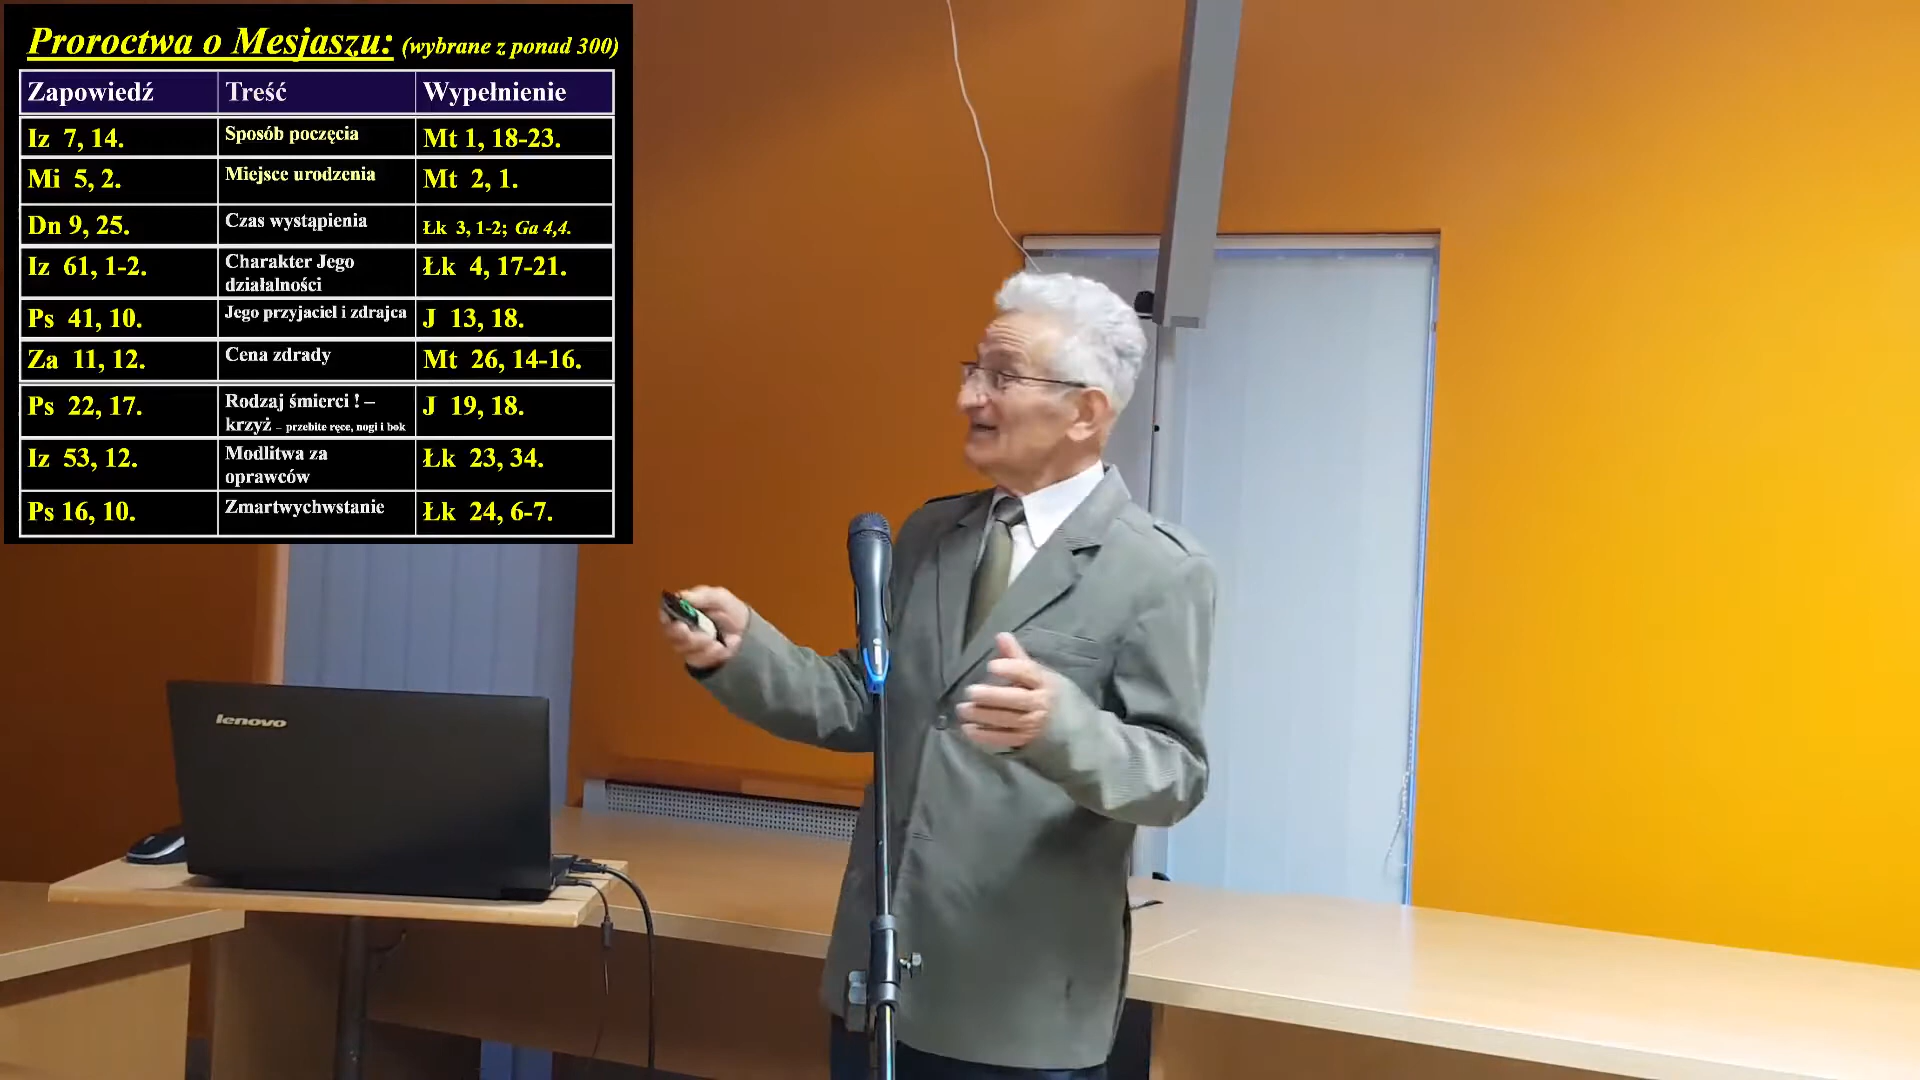 Proroctwa o Mesjaszu: (wybrane z ponad 300)
Zapowiedź Treść Wypełnienie
Iz 7, 14. Sposób poczęcia Mt 1, 18-23.
Mi 5, 2. Miejsce urodzenia Mt 2, 1.
Dn 9, 25. Czas wystąpienia Łk 3, 1-2; Ga 4,4.
Iz 61, 1-2. Charakter Jego działalności Łk 4, 17-21.
Ps 41, 10. Jego przyjaciel i zdrajca J 13, 18.
Za 11, 12. Cena zdrady Mt 26, 14-16.
Ps 22, 17. Rodzaj śmierci ! – krzyż – przebite ręce, nogi i bok J 19, 18.
Iz 53, 12. Modlitwa za oprawców Łk 23, 34.
Ps 16, 10. Zmartwychwstanie Łk 24, 6-7.
lenovo